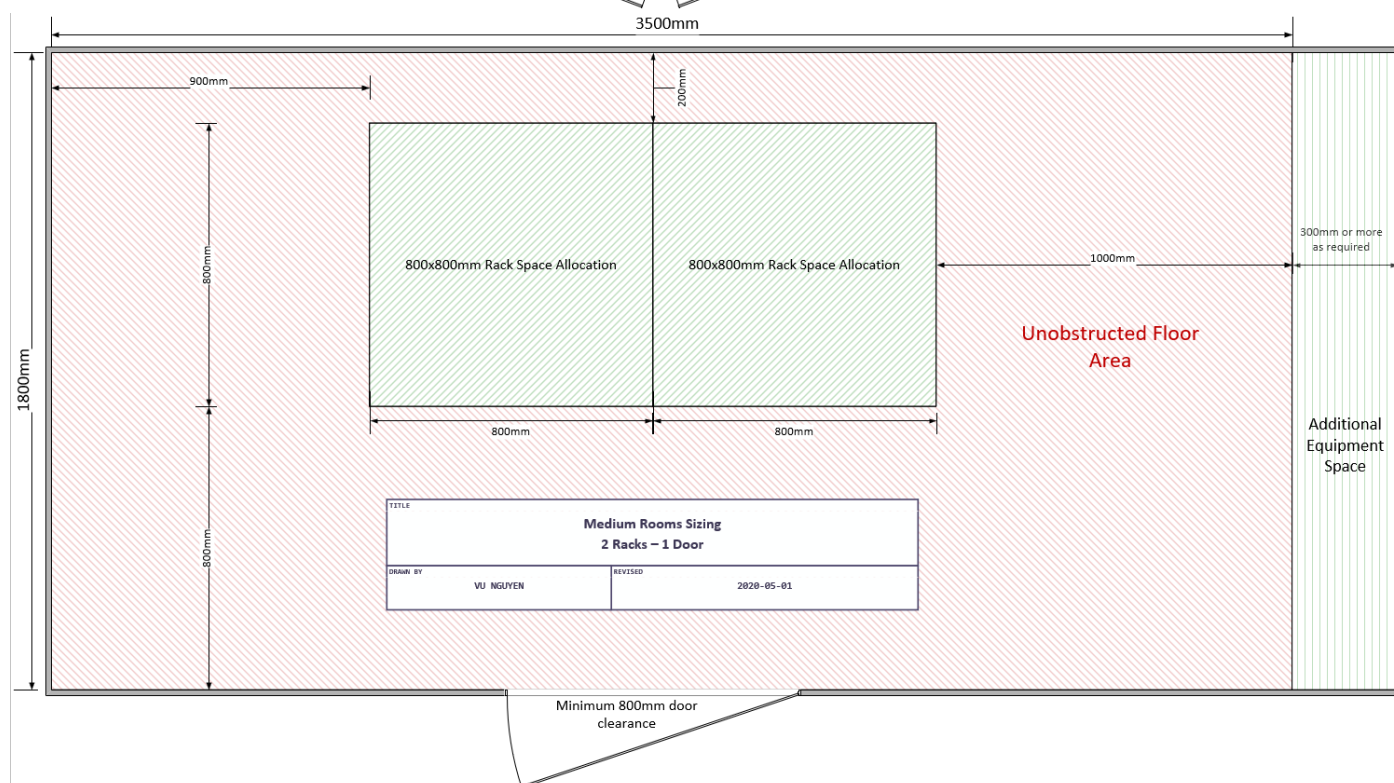 3500mm
900mm
200mm
800x800mm Rack Space Allocation
800x800mm Rack Space Allocation
800mm
1000mm
300mm or more
as required
Unobstructed Floor
Area
1800mm
800mm
800mm
Additional
Equipment
Space
TITLE
Medium Rooms Sizing
2 Racks – 1 Door
DRAWN BY
VU NGUYEN
REVISED
2020-05-01
800mm
Minimum 800mm door
clearance